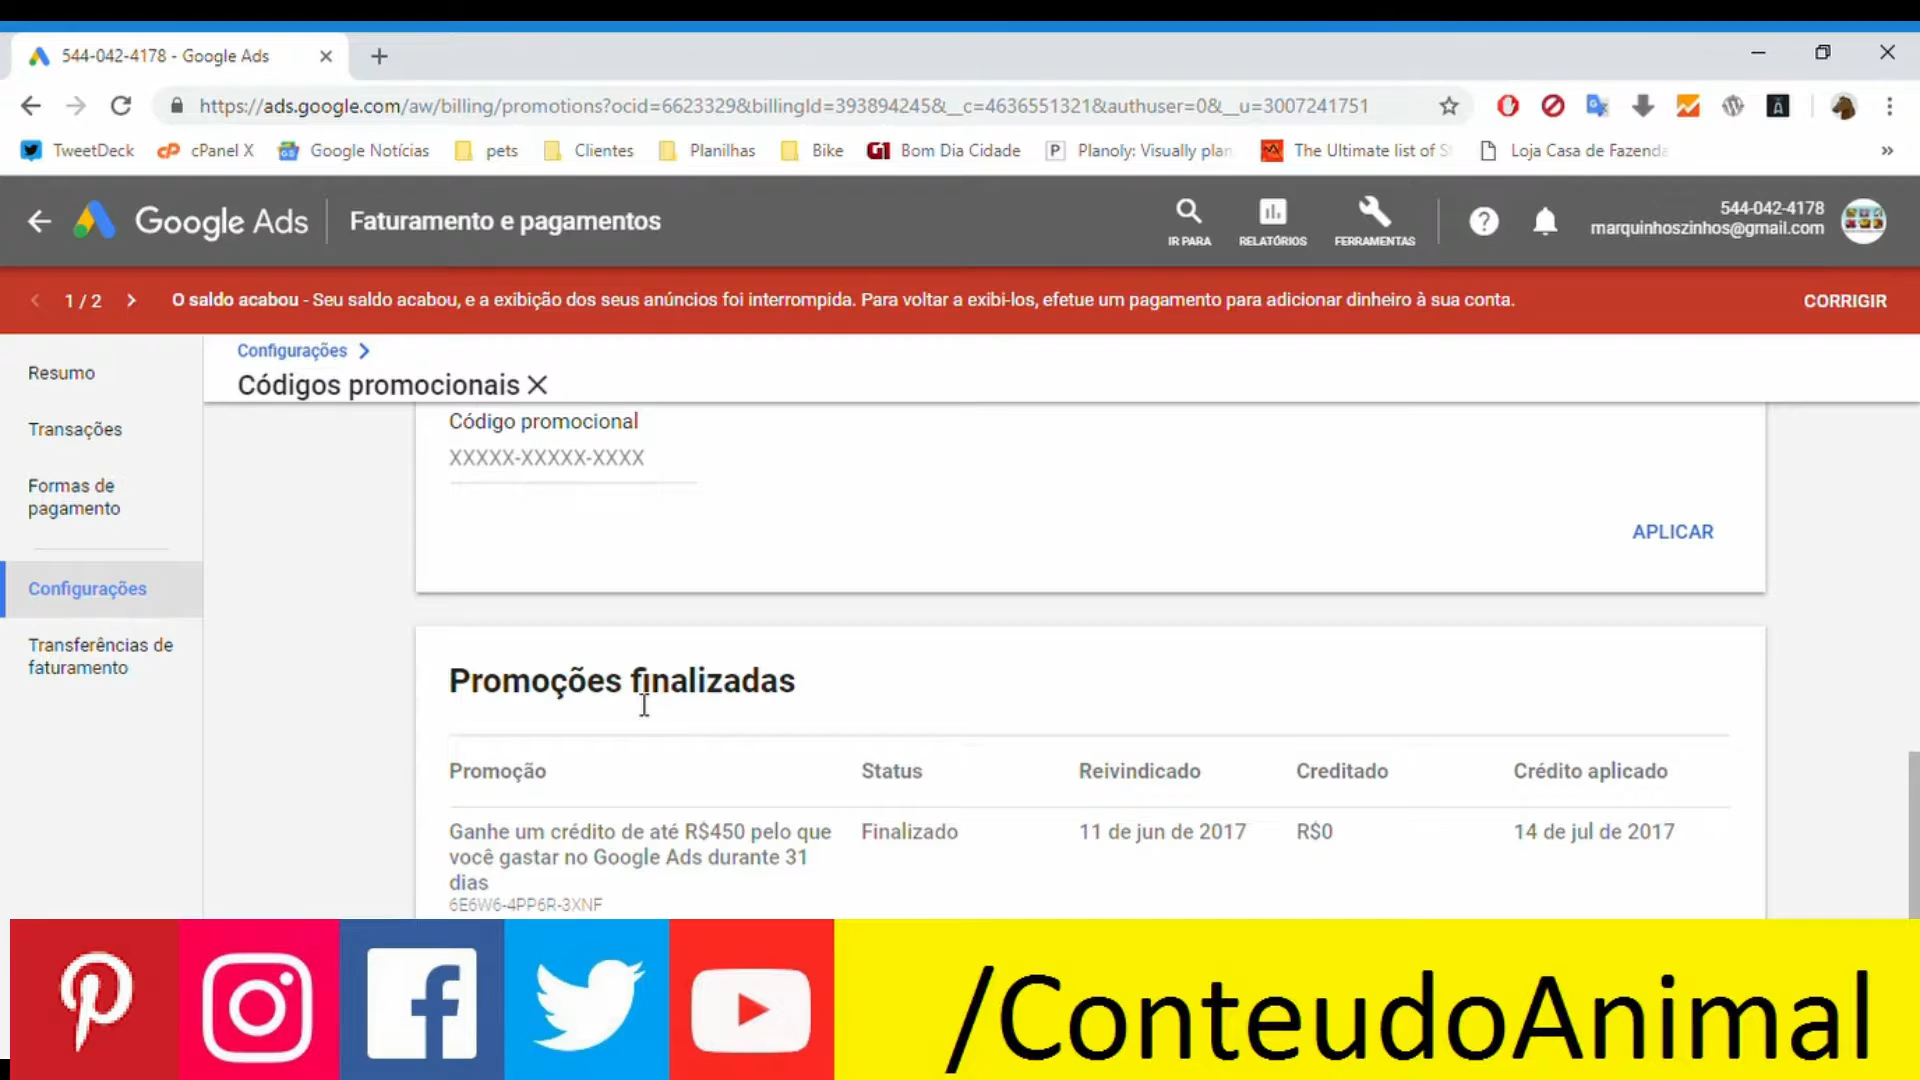 544-042-4178 - Google Ads
https://ads.google.com/aw/billing/promotions?ocid=6623329&billingId=393894245&__c=4636551321&authuser=0&__u=3007241751
TweetDeck cPanel X Google Notícias pets Clientes Planilhas Bike Bom Dia Cidade Planoly: Visually plan The Ultimate list of S Loja Casa de Fazenda »
Google Ads Faturamento e pagamentos
IR PARA RELATÓRIOS FERRAMENTAS
544-042-4178
marquinhoszinhos@gmail.com
1 / 2 O saldo acabou - Seu saldo acabou, e a exibição dos seus anúncios foi interrompida. Para voltar a exibi-los, efetue um pagamento para adicionar dinheiro à sua conta. CORRIGIR
Resumo
Transações
Formas de
pagamento
Configurações
Transferências de
faturamento
Configurações
Códigos promocionais
Código promocional
XXXXX-XXXXX-XXXX
APLICAR
Promoções finalizadas
Promoção Status Reivindicado Creditado Crédito aplicado
Ganhe um crédito de até R$450 pelo que Finalizado 11 de jun de 2017 R$0 14 de jul de 2017
você gastar no Google Ads durante 31
dias
6E6W6-4PP6R-3XNF
/ConteudoAnimal